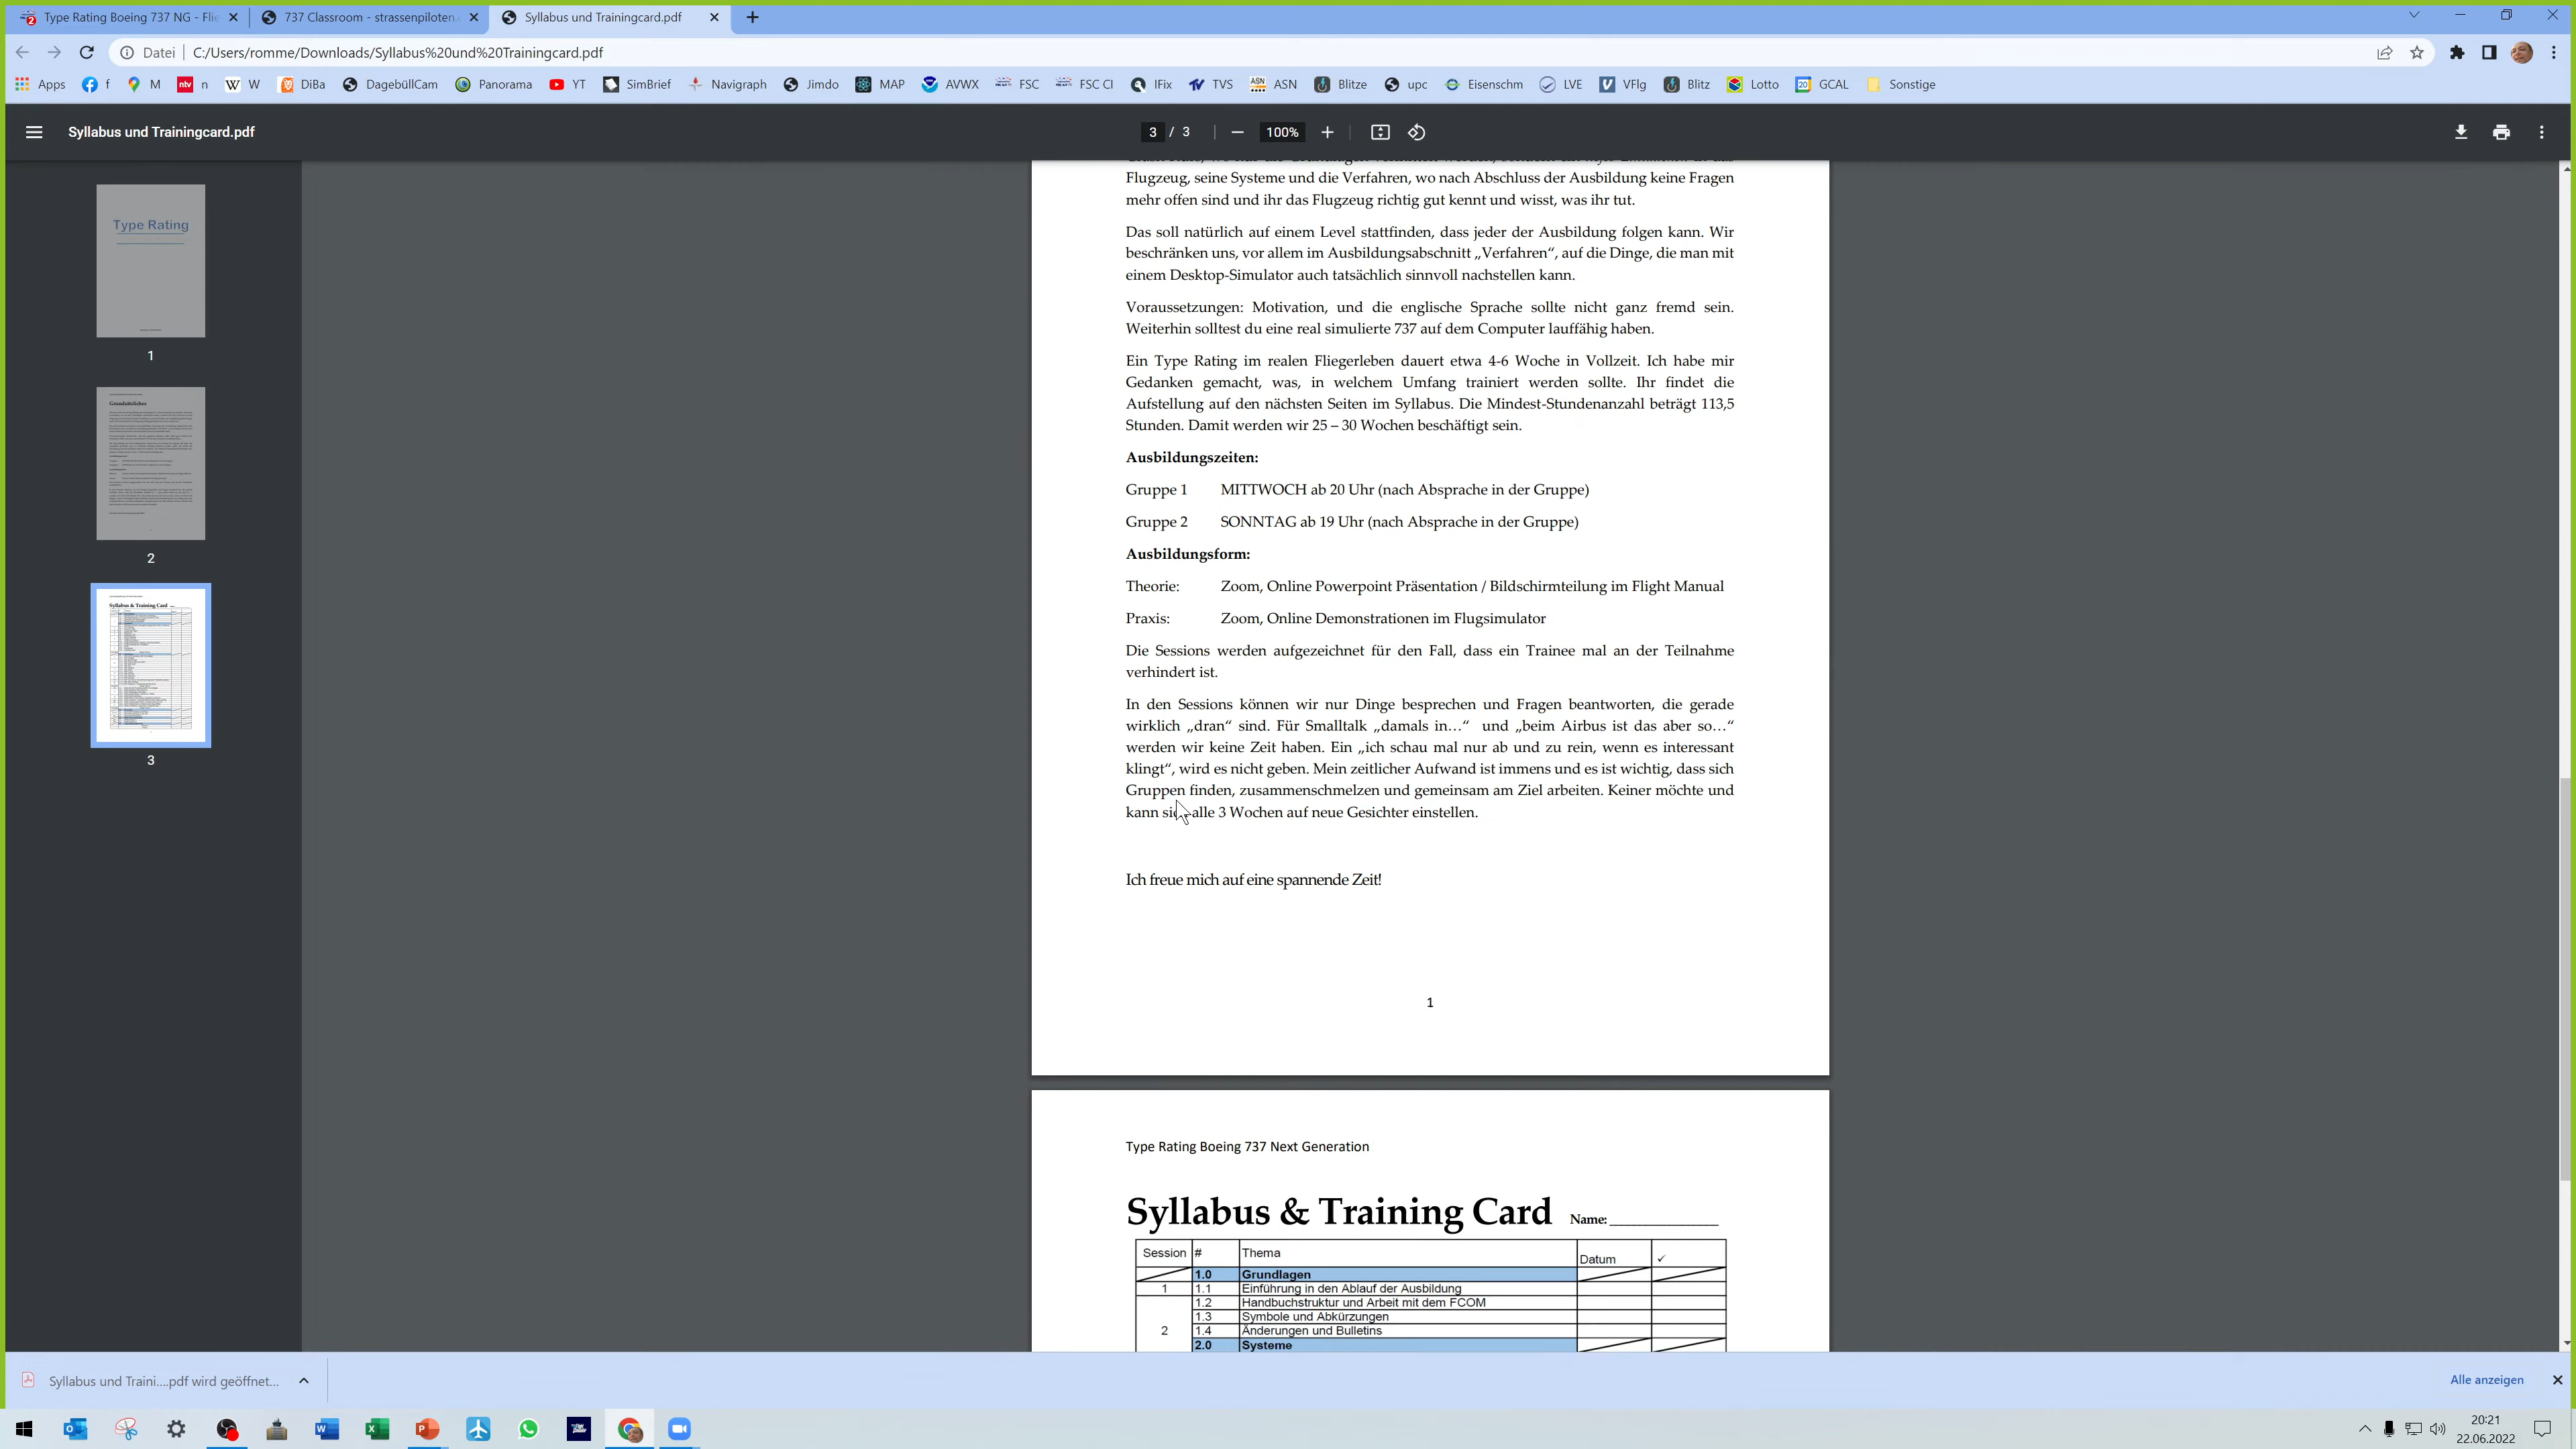 Type Rating Boeing 737 NG - Flie
737 Classroom - strassenpiloten.
Syllabus und Trainingcard.pdf
Datei
C:/Users/romme/Downloads/Syllabus%20und%20Trainingcard.pdf
Apps f M n W DiBa DagebüllCam Panorama YT SimBrief Navigraph Jimdo MAP AVWX FSC FSC CI IFix TVS ASN Blitze upc Eisenschm LVE VFlg Blitz Lotto GCAL Sonstige
Syllabus und Trainingcard.pdf
3 / 3
100%
Type Rating
1
Grundsätzliches
2
Syllabus & Training Card
3
Flugzeug, seine Systeme und die Verfahren, wo nach Abschluss der Ausbildung keine Fragen
mehr offen sind und ihr das Flugzeug richtig gut kennt und wisst, was ihr tut.
Das soll natürlich auf einem Level stattfinden, dass jeder der Ausbildung folgen kann. Wir
beschränken uns, vor allem im Ausbildungsabschnitt „Verfahren“, auf die Dinge, die man mit
einem Desktop-Simulator auch tatsächlich sinnvoll nachstellen kann.
Voraussetzungen: Motivation, und die englische Sprache sollte nicht ganz fremd sein.
Weiterhin solltest du eine real simulierte 737 auf dem Computer lauffähig haben.
Ein Type Rating im realen Fliegerleben dauert etwa 4-6 Woche in Vollzeit. Ich habe mir
Gedanken gemacht, was, in welchem Umfang trainiert werden sollte. Ihr findet die
Aufstellung auf den nächsten Seiten im Syllabus. Die Mindest-Stundenanzahl beträgt 113,5
Stunden. Damit werden wir 25 – 30 Wochen beschäftigt sein.
Ausbildungszeiten:
Gruppe 1 MITTWOCH ab 20 Uhr (nach Absprache in der Gruppe)
Gruppe 2 SONNTAG ab 19 Uhr (nach Absprache in der Gruppe)
Ausbildungsform:
Theorie: Zoom, Online Powerpoint Präsentation / Bildschirmteilung im Flight Manual
Praxis: Zoom, Online Demonstrationen im Flugsimulator
Die Sessions werden aufgezeichnet für den Fall, dass ein Trainee mal an der Teilnahme
verhindert ist.
In den Sessions können wir nur Dinge besprechen und Fragen beantworten, die gerade
wirklich „dran“ sind. Für Smalltalk „damals in…“ und „beim Airbus ist das aber so…“
werden wir keine Zeit haben. Ein „ich schau mal nur ab und zu rein, wenn es interessant
klingt“, wird es nicht geben. Mein zeitlicher Aufwand ist immens und es ist wichtig, dass sich
Gruppen finden, zusammenschmelzen und gemeinsam am Ziel arbeiten. Keiner möchte und
kann alle 3 Wochen auf neue Gesichter einstellen.
Ich freue mich auf eine spannende Zeit!
1
Type Rating Boeing 737 Next Generation
Syllabus & Training Card Name:
Session # Thema Datum ✓
1.0 Grundlagen
1 1.1 Einführung in den Ablauf der Ausbildung
1.2 Handbuchstruktur und Arbeit mit dem FCOM
1.3 Symbole und Abkürzungen
2 1.4 Änderungen und Bulletins
2.0 Systeme
Syllabus und Traini....pdf wird geöffnet...
Alle anzeigen
20:21
22.06.2022